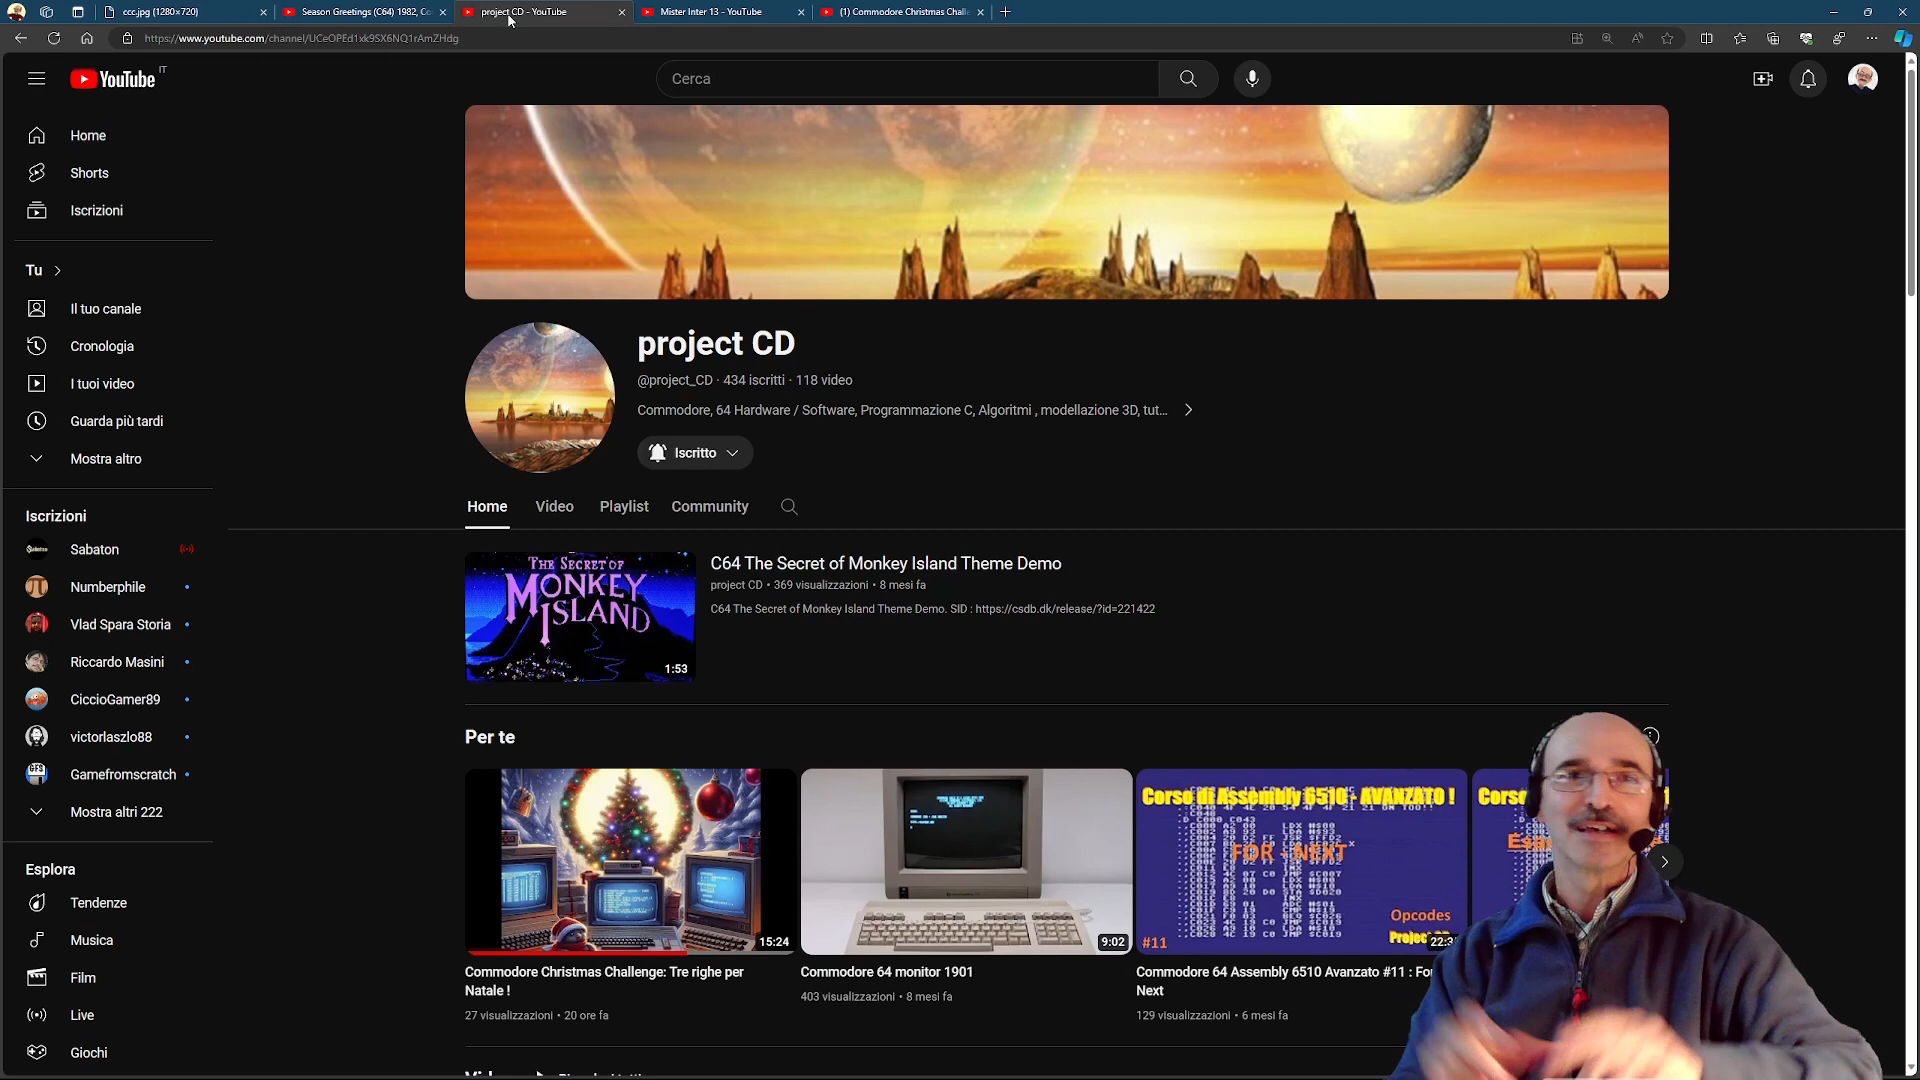 ccc.jpg (1280×720)
Season Greetings (C64) 1982, Co
project CD - YouTube
Mister Inter 13 - YouTube
(1) Commodore Christmas Chall
https://www.youtube.com/channel/UCeOPEd1xk9SX6NQ1rAmZHdg
YouTube IT
Cerca
Home
Shorts
Iscrizioni
Tu
Il tuo canale
Cronologia
I tuoi video
Guarda più tardi
Mostra altro
Iscrizioni
Sabaton
Numberphile
Vlad Spara Storia
Riccardo Masini
CiccioGamer89
victorlaszlo88
Gamefromscratch
Mostra altri 222
Esplora
Tendenze
Musica
Film
Live
Giochi
project CD
@project_CD · 434 iscritti · 118 video
Commodore, 64 Hardware / Software, Programmazione C, Algoritmi , modellazione 3D, tut...
Iscritto
Home
Video
Playlist
Community
THE SECRET OF
MONKEY
ISLAND
1:53
C64 The Secret of Monkey Island Theme Demo
project CD • 369 visualizzazioni • 8 mesi fa
C64 The Secret of Monkey Island Theme Demo. SID : https://csdb.dk/release/?id=221422
Per te
15:24
Commodore Christmas Challenge: Tre righe per
Natale !
27 visualizzazioni • 20 ore fa
9:02
Commodore 64 monitor 1901
403 visualizzazioni • 8 mesi fa
Corso di Assembly 6510 - AVANZATO !
FOR - NEXT
Opcodes
#11
Project
22:3
Commodore 64 Assembly 6510 Avanzato #11 : Fo
Next
129 visualizzazioni • 6 mesi fa
Corso